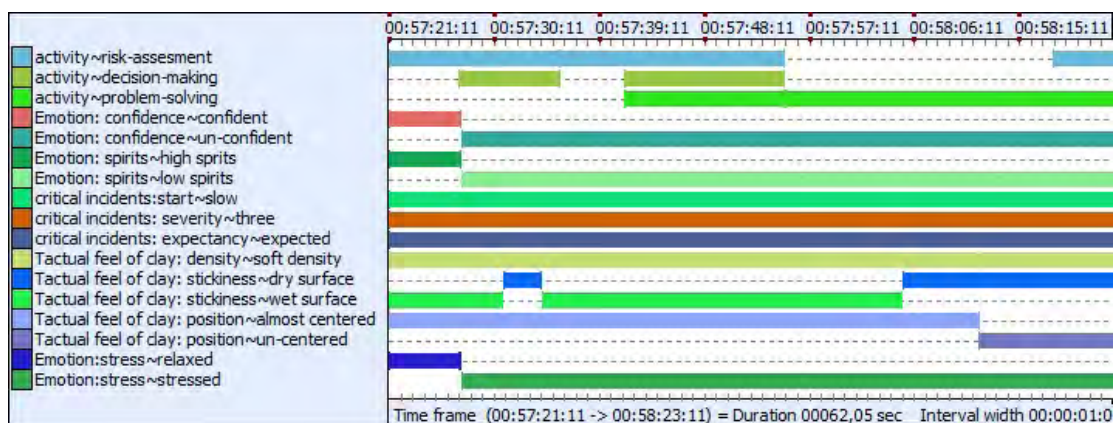 00:57:21:11 00:57:30:11 00:57:39:11 00:57:48:11 00:57:57:11 00:58:06:11 00:58:15:11
activity~risk-assesment
activity~decision-making
activity~problem-solving
Emotion: confidence~confident
Emotion: confidence~un-confident
Emotion: spirits~high sprits
Emotion: spirits~low spirits
critical incidents:start~slow
critical incidents: severity~three
critical incidents: expectancy~expected
Tactual feel of clay: density~soft density
Tactual feel of clay: stickiness~dry surface
Tactual feel of clay: stickiness~wet surface
Tactual feel of clay: position~almost centered
Tactual feel of clay: position~un-centered
Emotion:stress~relaxed
Emotion:stress~stressed
Time frame (00:57:21:11 -> 00:58:23:11) = Duration 00062,05 sec Interval width 00:00:01:0